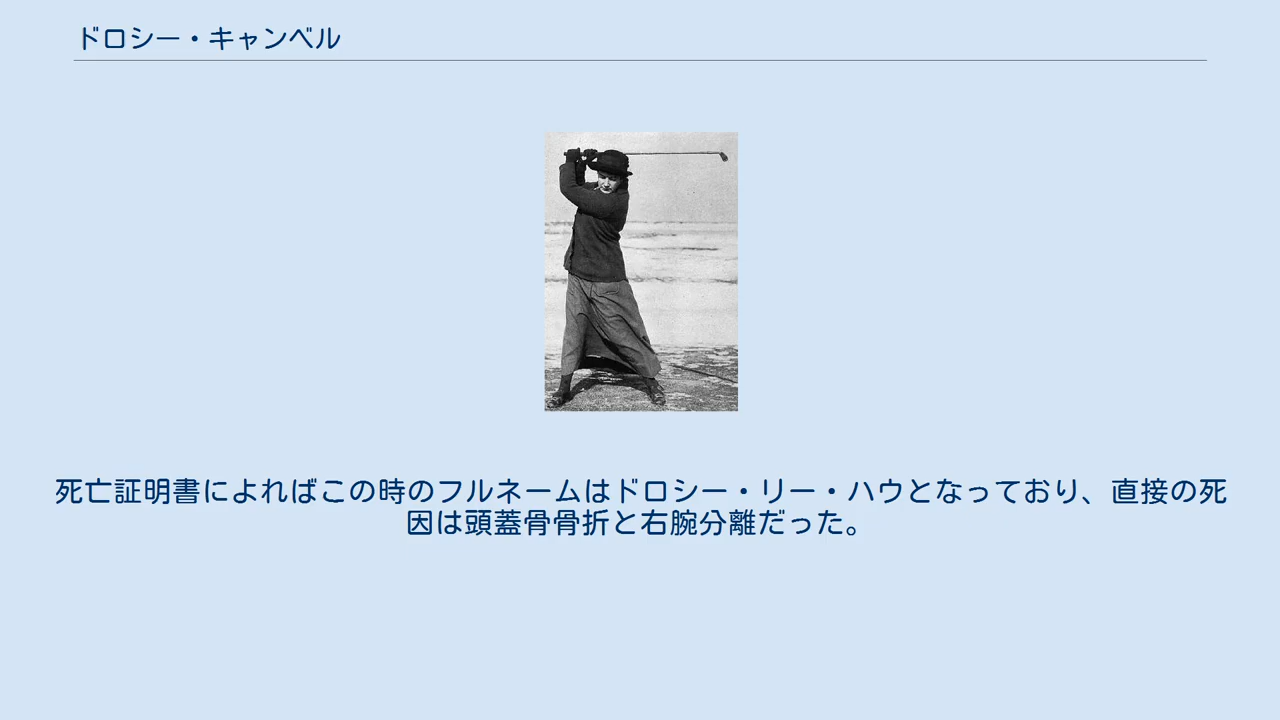 ドロシー・キャンベル
死亡証明書によればこの時のフルネームはドロシー・リー・ハウとなっており、直接の死
因は頭蓋骨骨折と右腕分離だった。